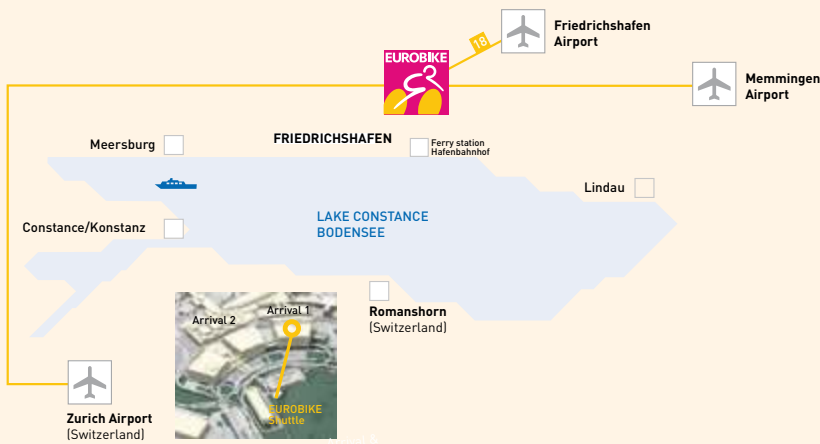 Friedrichshafen
Airport
18
EUROBIKE
Memmingen
Airport
Meersburg
FRIEDRICHSHAFEN
Ferry station
Hafenbahnhof
Lindau
Constance/Konstanz
LAKE CONSTANCE
BODENSEE
Arrival 1
Arrival 2
Romanshorn
(Switzerland)
EUROBIKE
Shuttle
Zurich Airport
(Switzerland)